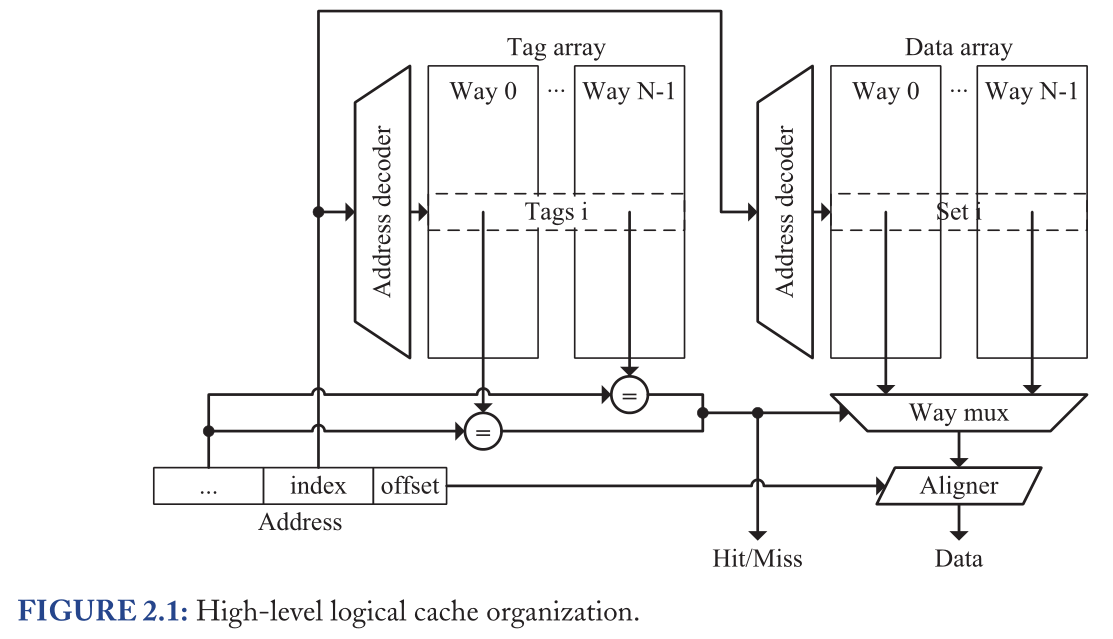 Tag array
Data array
Way 0 ... Way N-1
Way 0 ... Way N-1
Address decoder
Address decoder
Tags i
Set i
=
=
Way mux
... index offset
Aligner
Address
Hit/Miss
Data
FIGURE 2.1: High-level logical cache organization.